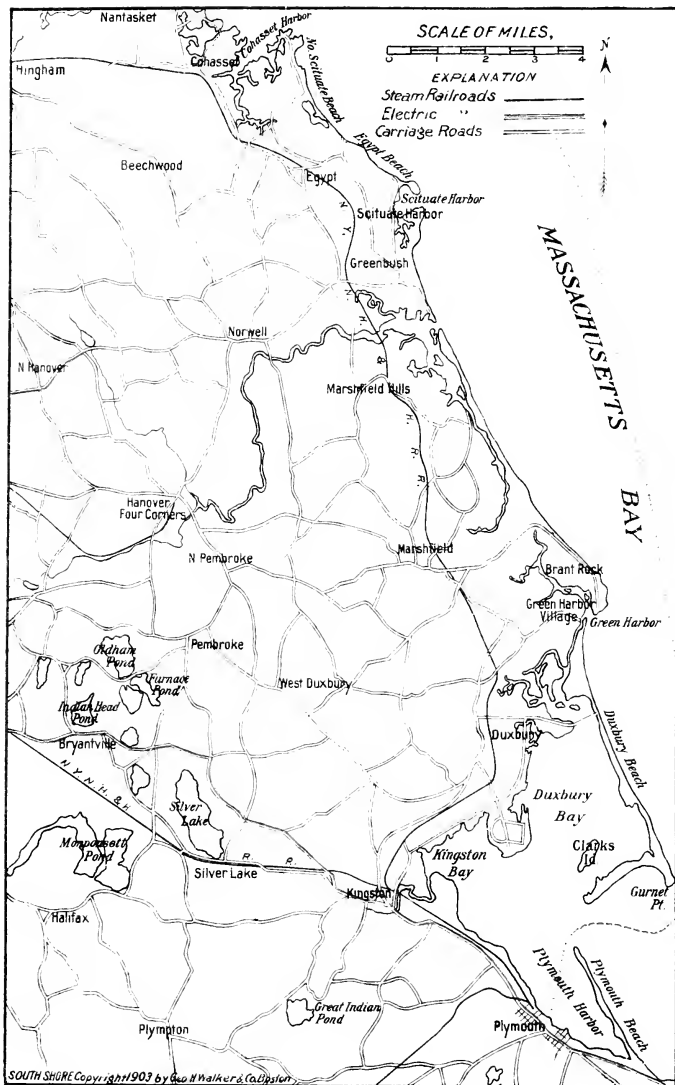 Nantasket
Cohasset Harbor
Cohasset
Hingham
No. Scituate Beach
SCALE OF MILES,
0 1 2 3 4
N
EXPLANATION
Steam Railroads
Electric "
Carriage Roads
Beechwood
Egypt Beach
Egypt
Scituate Harbor
Scituate Harbor
N. Y.
Greenbush
MASSACHUSETTS
BAY
N. H. & H. R. R.
Norwell
N Hanover
Marshfield Hills
Hanover
Four Corners
N Pembroke
Marshfield
Brant Rock
Green Harbor
Village
Green Harbor
Pembroke
Oldham
Pond
Furnace
Pond
West Duxbury
Indian Head
Pond
Bryantville
Duxbury
Duxbury Beach
N.Y. N.H. & H.
R. R.
Silver
Lake
Duxbury
Bay
Monponsett
Pond
Clarks
Id
Kingston
Bay
Silver Lake
Gurnet
Pt.
Kingston
Halifax
Plymouth Harbor
Plymouth Beach
Great Indian
Pond
Plympton
Plymouth
SOUTH SHORE Copyright 1903 by Geo H Walker & Co. Boston